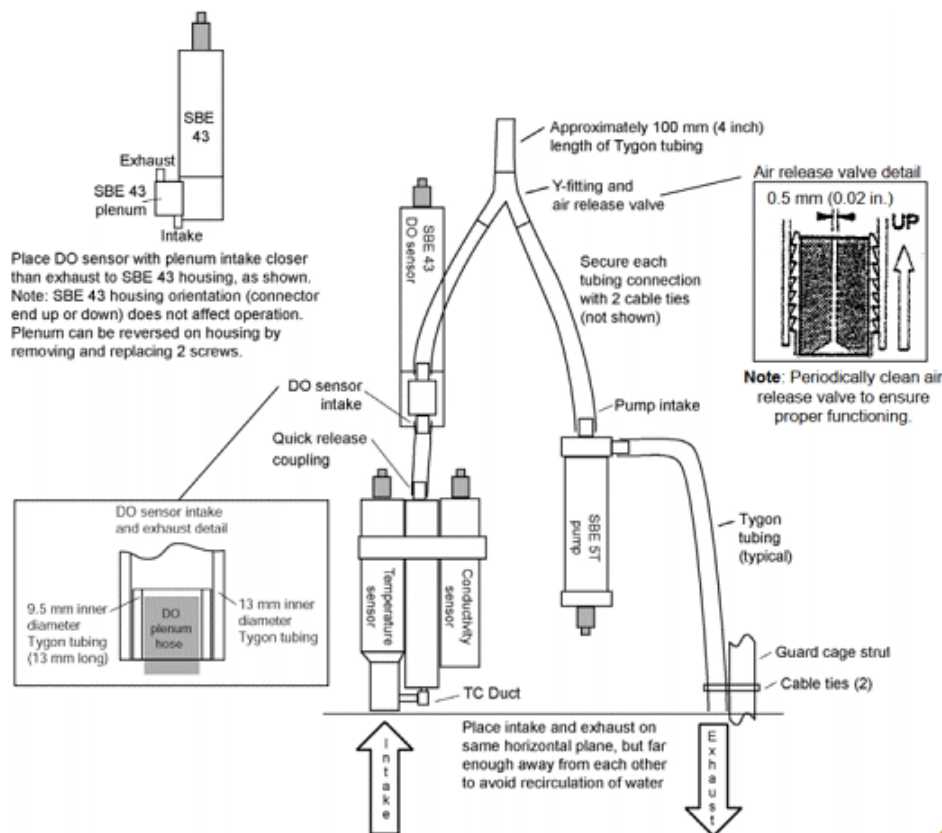 SBE
43
Exhaust
SBE 43
plenum
Intake
Place DO sensor with plenum intake closer
than exhaust to SBE 43 housing, as shown.
Note: SBE 43 housing orientation (connector
end up or down) does not affect operation.
Plenum can be reversed on housing by
removing and replacing 2 screws.
Approximately 100 mm (4 inch)
length of Tygon tubing
Y-fitting and
air release valve
Air release valve detail
0.5 mm (0.02 in.)
UP
Note: Periodically clean air
release valve to ensure
proper functioning.
SBE 43
DO sensor
Secure each
tubing connection
with 2 cable ties
(not shown)
DO sensor
intake
Quick release
coupling
Pump intake
SBE 5T
pump
Tygon
tubing
(typical)
DO sensor intake
and exhaust detail
9.5 mm inner
diameter
Tygon tubing
(13 mm long)
DO
plenum
hose
13 mm inner
diameter
Tygon tubing
Temperature
sensor
Conductivity
sensor
TC Duct
Guard cage strut
Cable ties (2)
Place intake and exhaust on
same horizontal plane, but far
enough away from each other
to avoid recirculation of water
Intake
Exhaust